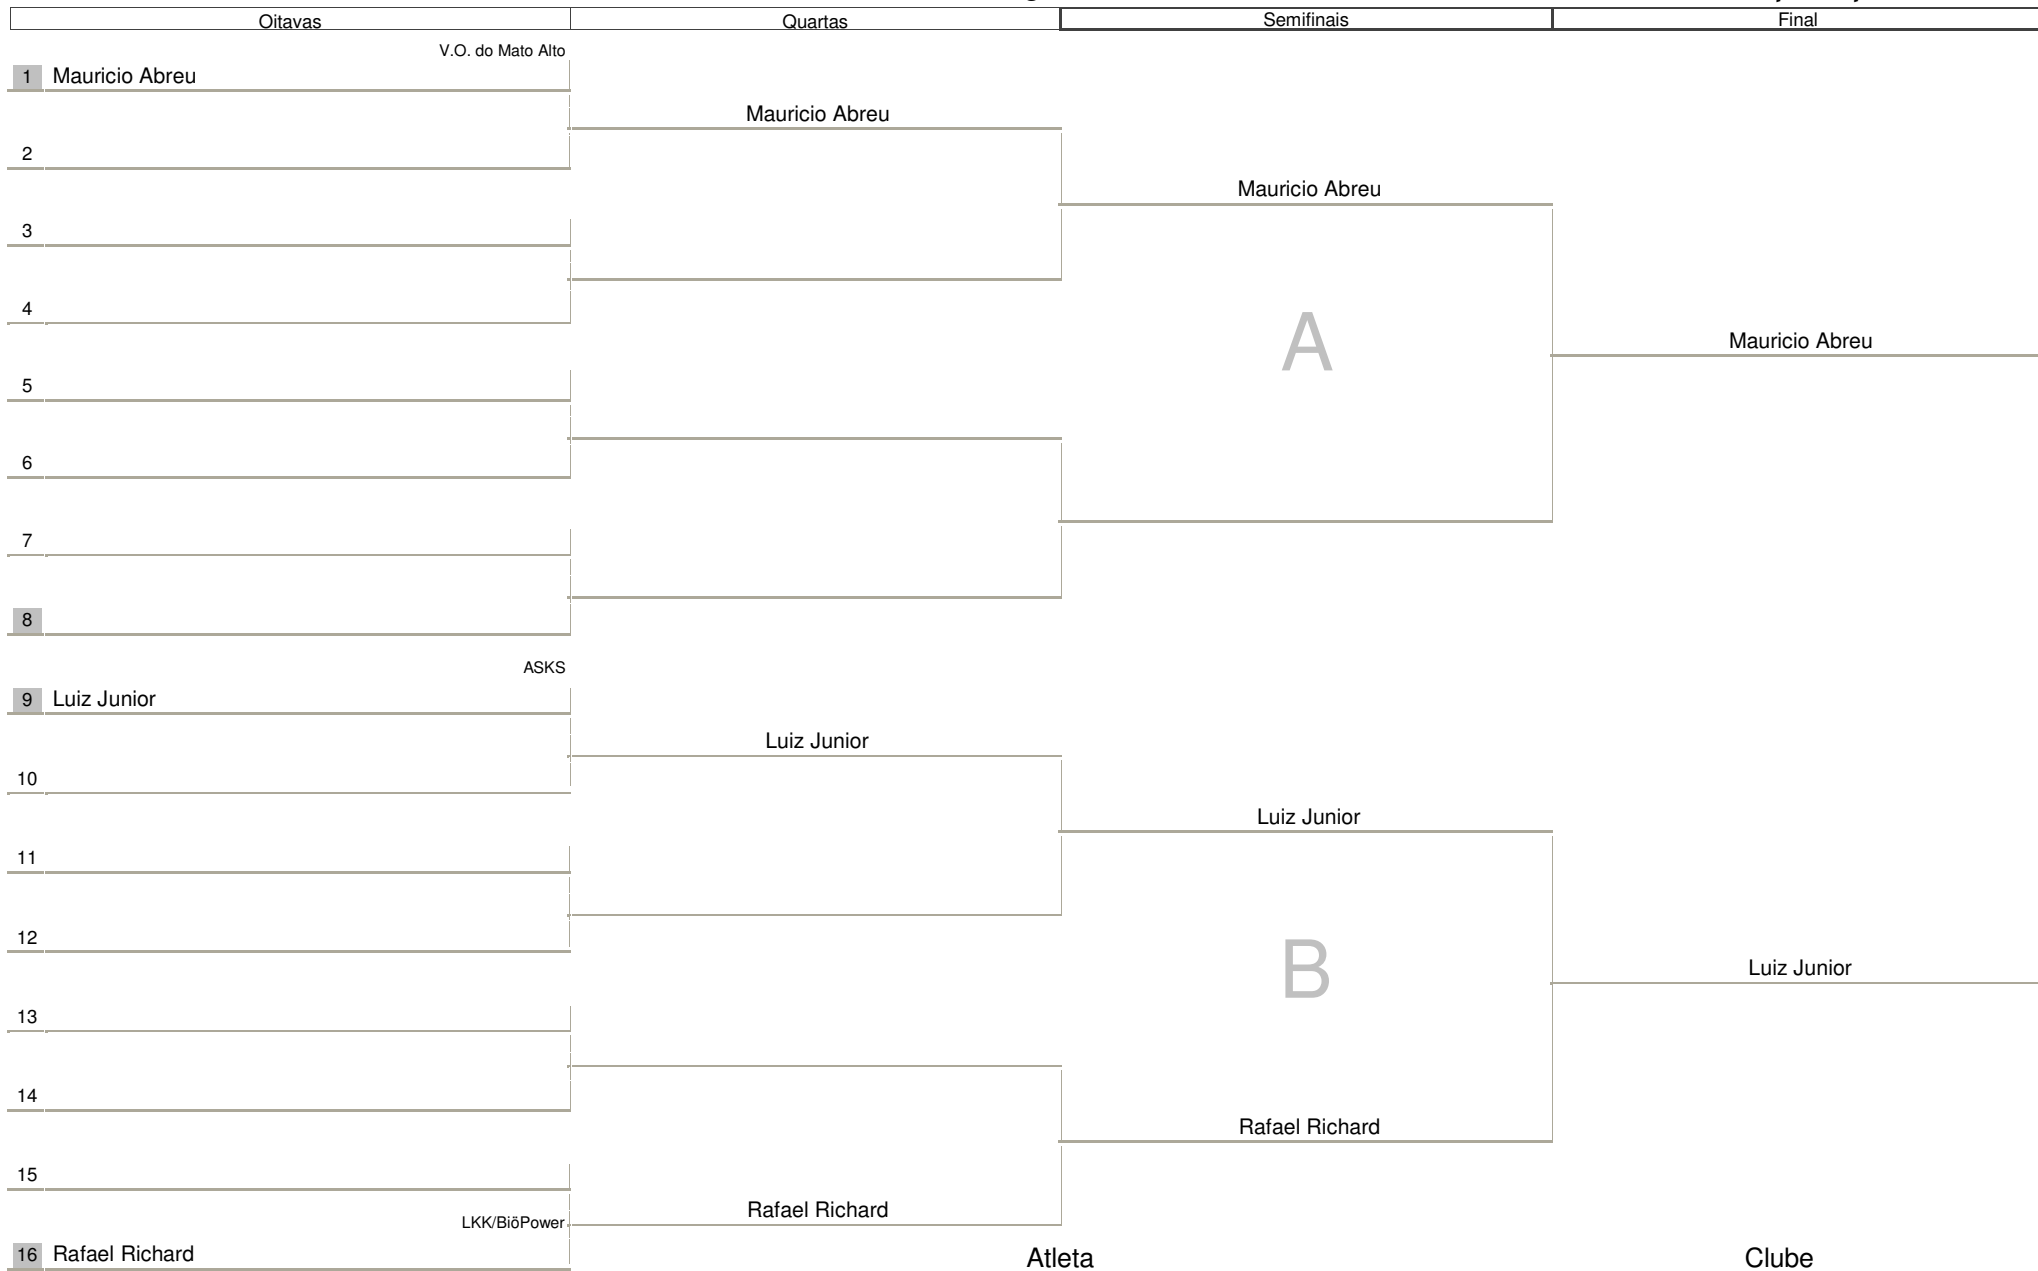 Oitavas Quartas Semifinais Final
V.O. do Mato Alto
1 Mauricio Abreu
Mauricio Abreu
2
Mauricio Abreu
3
4
A
Mauricio Abreu
5
6
7
8
ASKS
9 Luiz Junior
Luiz Junior
10
Luiz Junior
11
12
B
Luiz Junior
13
14
Rafael Richard
15
Rafael Richard
LKK/BiöPower
16 Rafael Richard
Atleta Clube